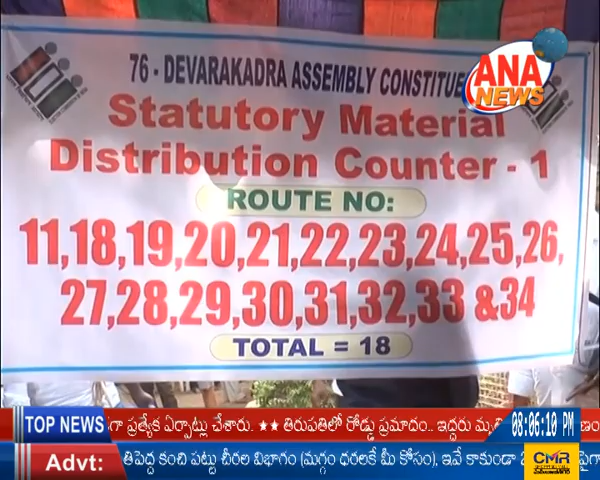 76 - DEVARAKADRA ASSEMBLY
ANA
NEWS
Statutory Material
Distribution Counter - 1
ROUTE NO:
11,18,19,20,21,22,23,24,25,26,
27,28,29,30,31,32,33 &34
TOTAL = 18
TOP NEWS ప్రత్యేక ఏర్పాట్లు చేశారు. ★★ తిరుపతిలో రోడ్డు ప్రమాదం.. ఇద్దరు
08:06:10 PM
Advt: కంచి పట్టు చీరల విభాగం (మగ్గం ధరలకే మీ కోసం), ఇవే కాకుండా
CMR